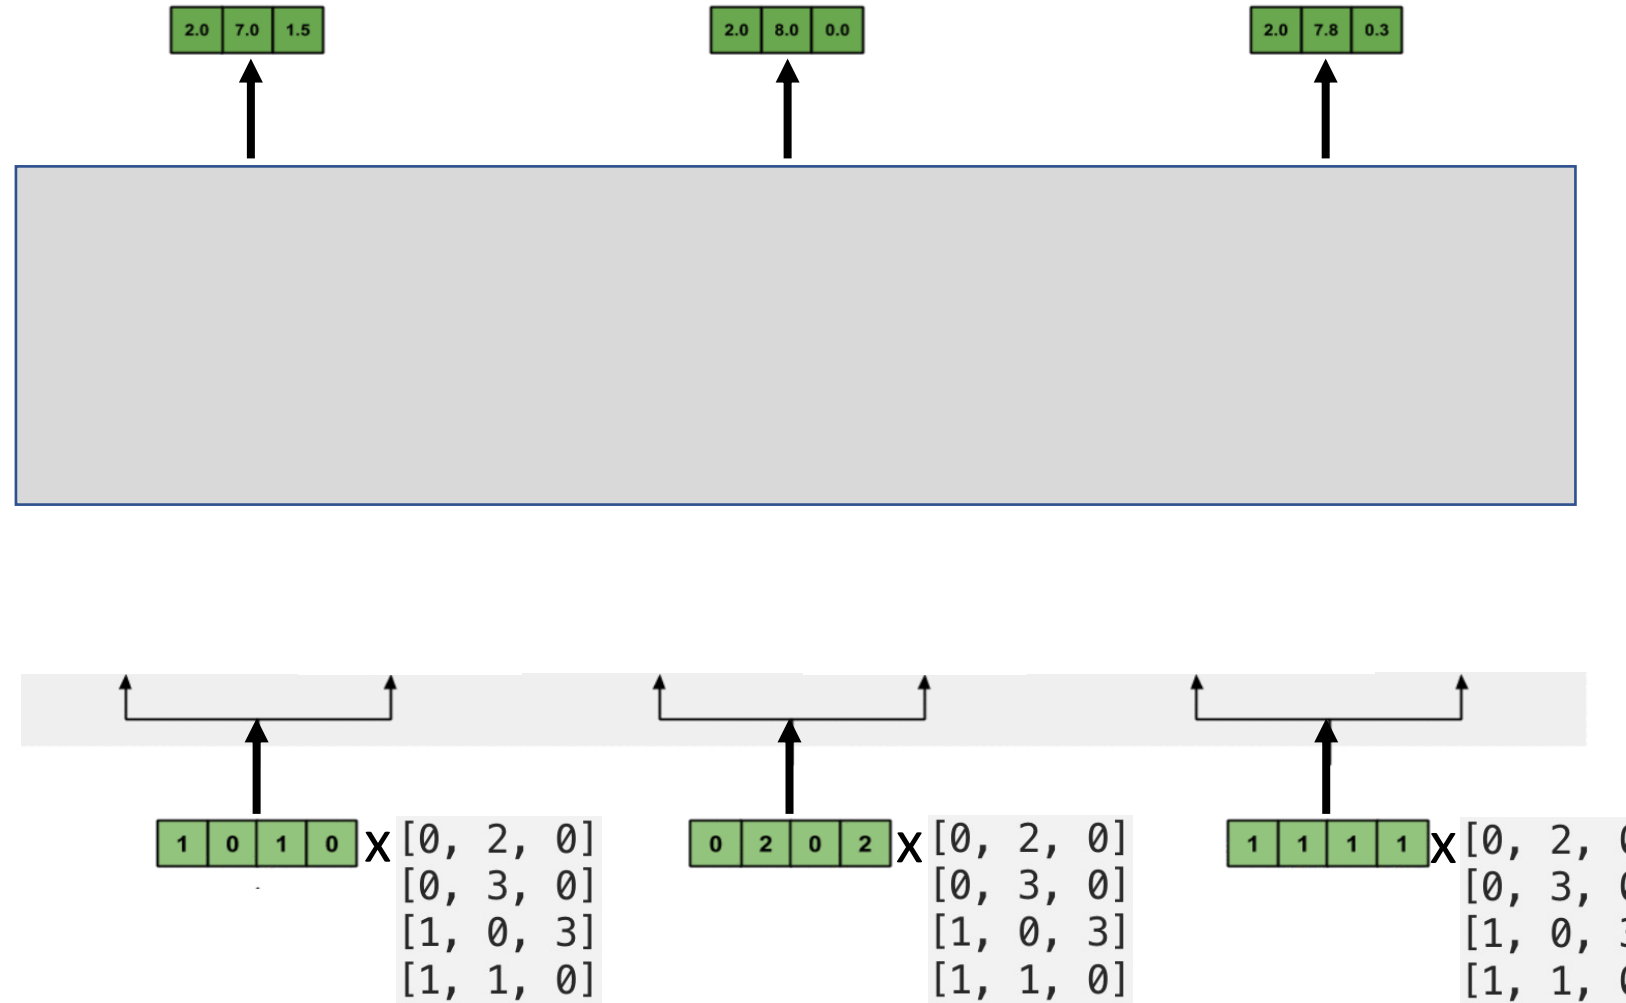 2.0 7.0 1.5
2.0 8.0 0.0
2.0 7.8 0.3
1 0 1 0 X
[0, 2, 0]
[0, 3, 0]
[1, 0, 3]
[1, 1, 0]
0 2 0 2 X
[0, 2, 0]
[0, 3, 0]
[1, 0, 3]
[1, 1, 0]
1 1 1 1 X
[0, 2,
[0, 3,
[1, 0,
[1, 1,